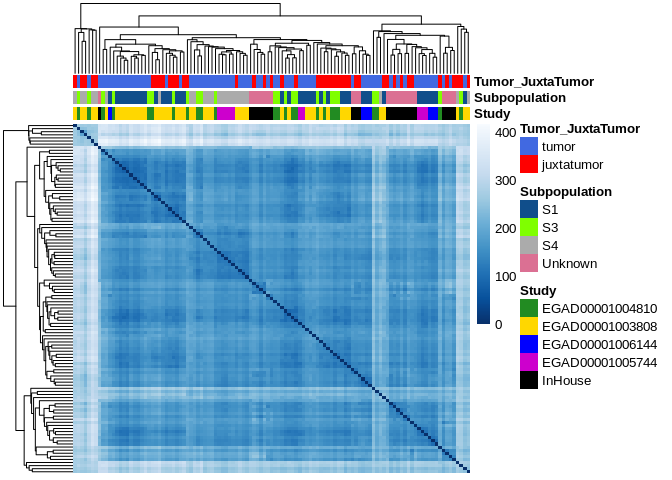 Tumor_JuxtaTumor
Subpopulation
Study
400
300
200
100
0
Tumor_JuxtaTumor
tumor
juxtatumor
Subpopulation
S1
S3
S4
Unknown
Study
EGAD00001004810
EGAD00001003808
EGAD00001006144
EGAD00001005744
InHouse